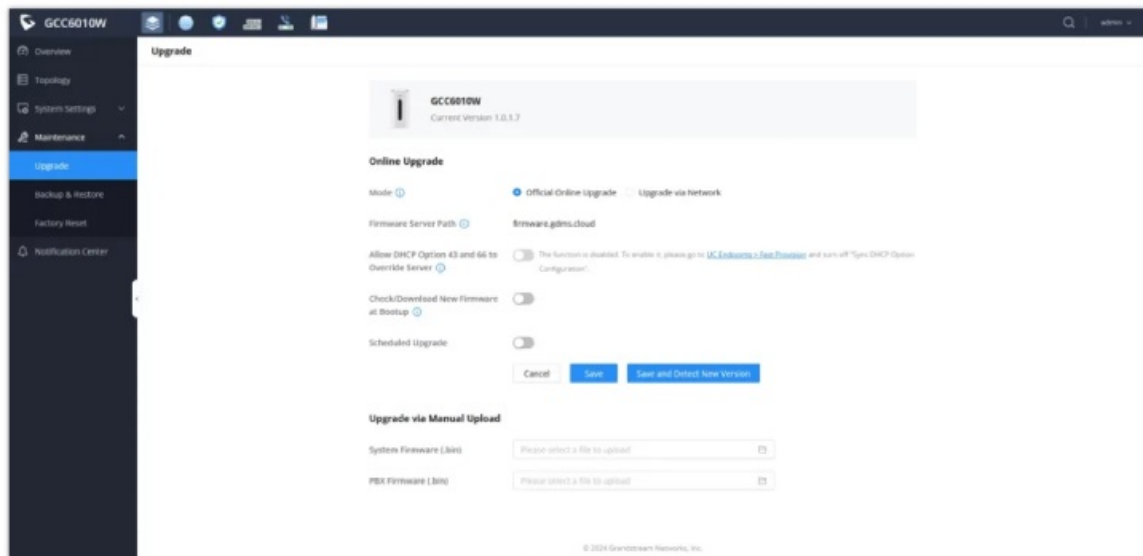 GCC6010W
admin
Overview
Topology
System Settings
Maintenance
Upgrade
Backup & Restore
Factory Reset
Notification Center
Upgrade
GCC6010W
Current Version 1.0.1.7
Online Upgrade
Mode
Official Online Upgrade
Upgrade via Network
Firmware Server Path
firmware.gdms.cloud
Allow DHCP Option 43 and 66 to
Override Server
The function is disabled. To enable it, please go to UC Endpoints > Fast Provision and turn off "Sync DHCP Option
Configuration".
Check/Download New Firmware
at Bootup
Scheduled Upgrade
Cancel
Save
Save and Detect New Version
Upgrade via Manual Upload
System Firmware (.bin)
Please select a file to upload
PBX Firmware (.bin)
Please select a file to upload
© 2024 Grandstream Networks, Inc.